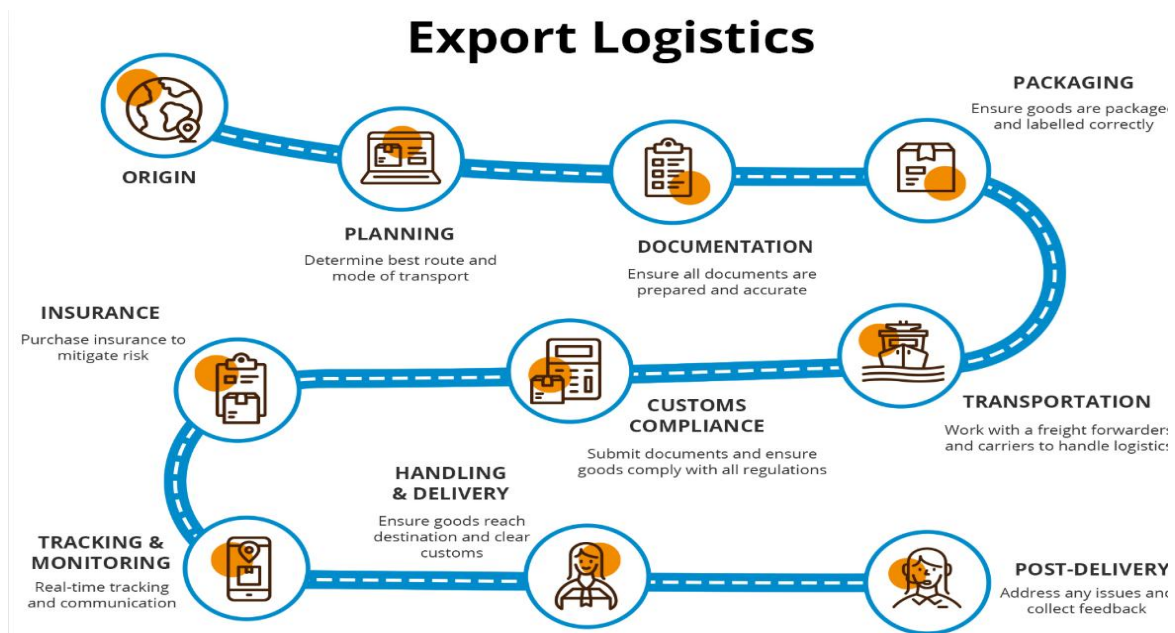 Export Logistics
ORIGIN
PLANNING
Determine best route and
mode of transport
DOCUMENTATION
Ensure all documents are
prepared and accurate
PACKAGING
Ensure goods are package
and labelled correctly
TRANSPORTATION
Work with a freight forwarders
and carriers to handle logistics
CUSTOMS
COMPLIANCE
Submit documents and ensure
goods comply with all regulations
INSURANCE
Purchase insurance to
mitigate risk
TRACKING &
MONITORING
Real-time tracking
and communication
HANDLING
& DELIVERY
Ensure goods reach
destination and clear
customs
POST-DELIVERY
Address any issues and
collect feedback